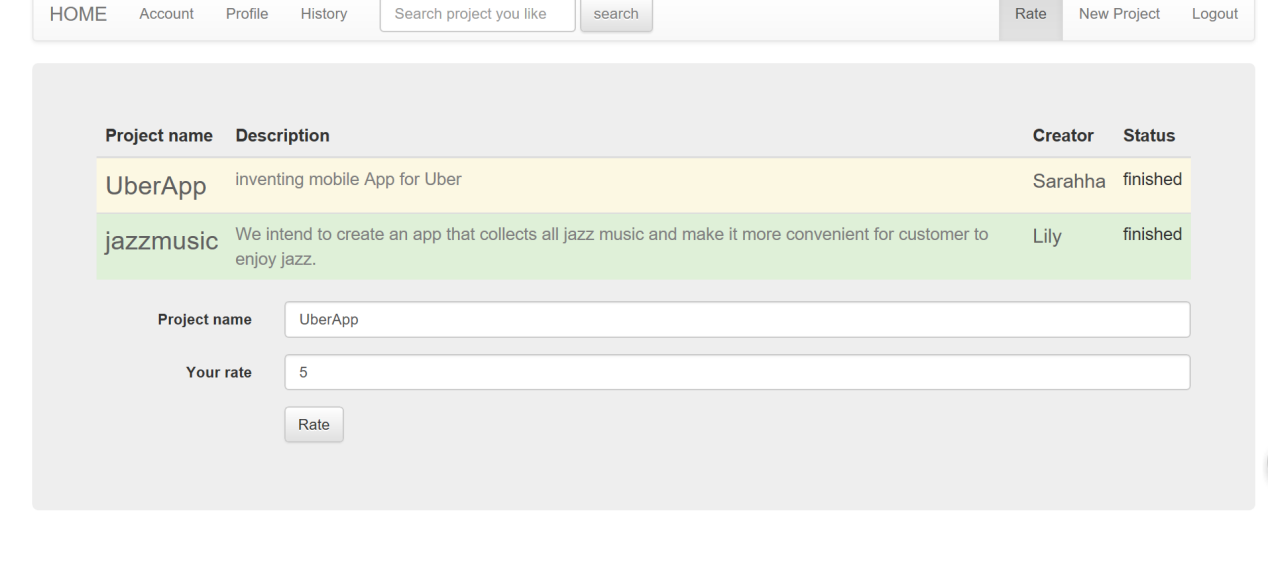 HOME Account Profile History Search project you like search Rate New Project Logout
Project name Description Creator Status
UberApp inventing mobile App for Uber Sarahha finished
jazzmusic We intend to create an app that collects all jazz music and make it more convenient for customer to Lily finished
enjoy jazz.
Project name UberApp
Your rate 5
Rate